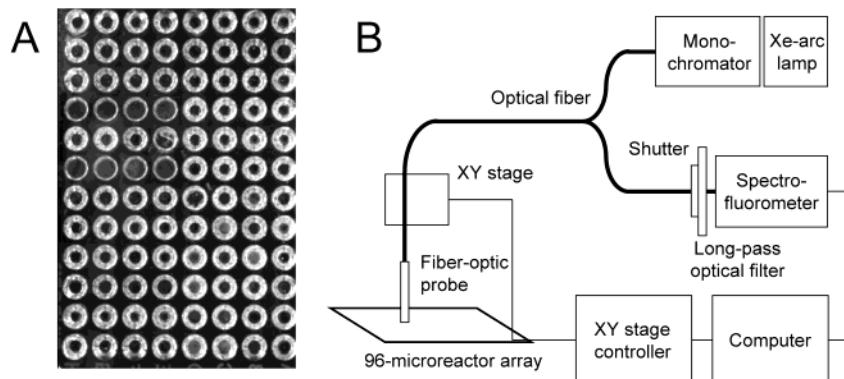 A
B
Mono-
chromator
Xe-arc
lamp
Optical fiber
Shutter
XY stage
Spectro-
fluorometer
Long-pass
optical filter
Fiber-optic
probe
XY stage
controller
Computer
96-microreactor array